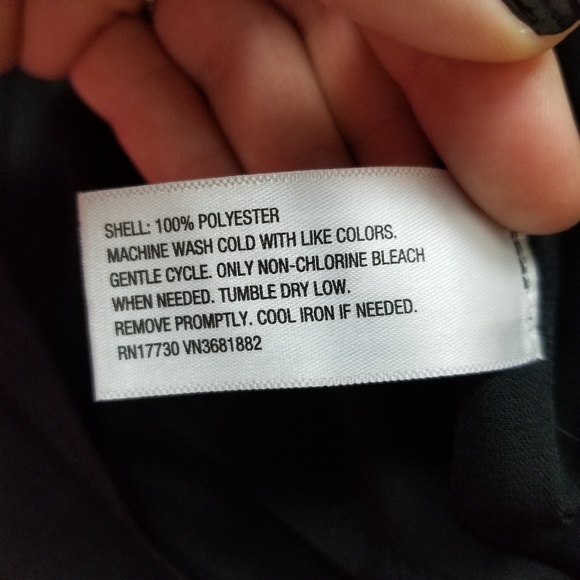 SHELL: 100% POLYESTER
MACHINE WASH COLD WITH LIKE COLORS.
GENTLE CYCLE. ONLY NON-CHLORINE BLEACH
WHEN NEEDED. TUMBLE DRY LOW.
REMOVE PROMPTLY. COOL IRON IF NEEDED.
RN17730 VN3681882